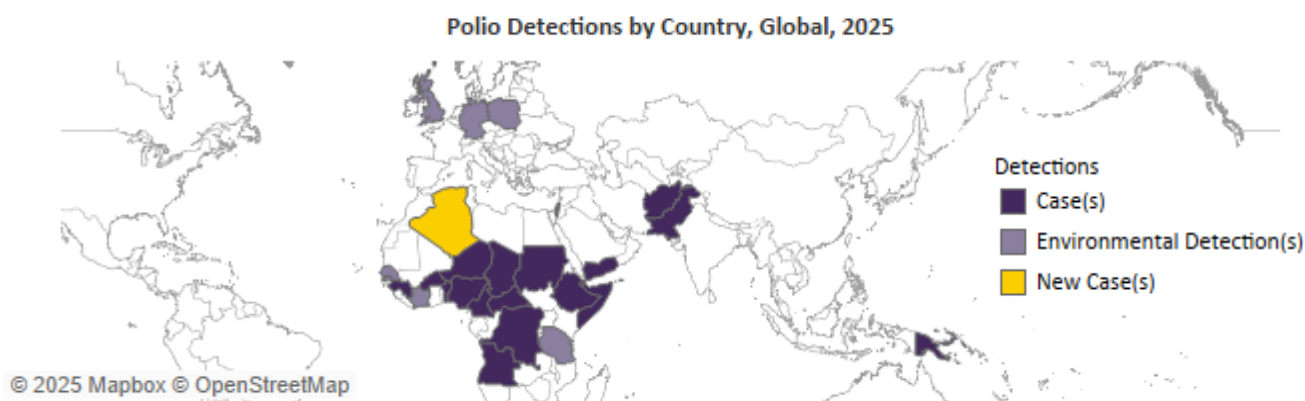 Polio Detections by Country, Global, 2025
Detections
Case(s)
Environmental Detection(s)
New Case(s)
© 2025 Mapbox © OpenStreetMap